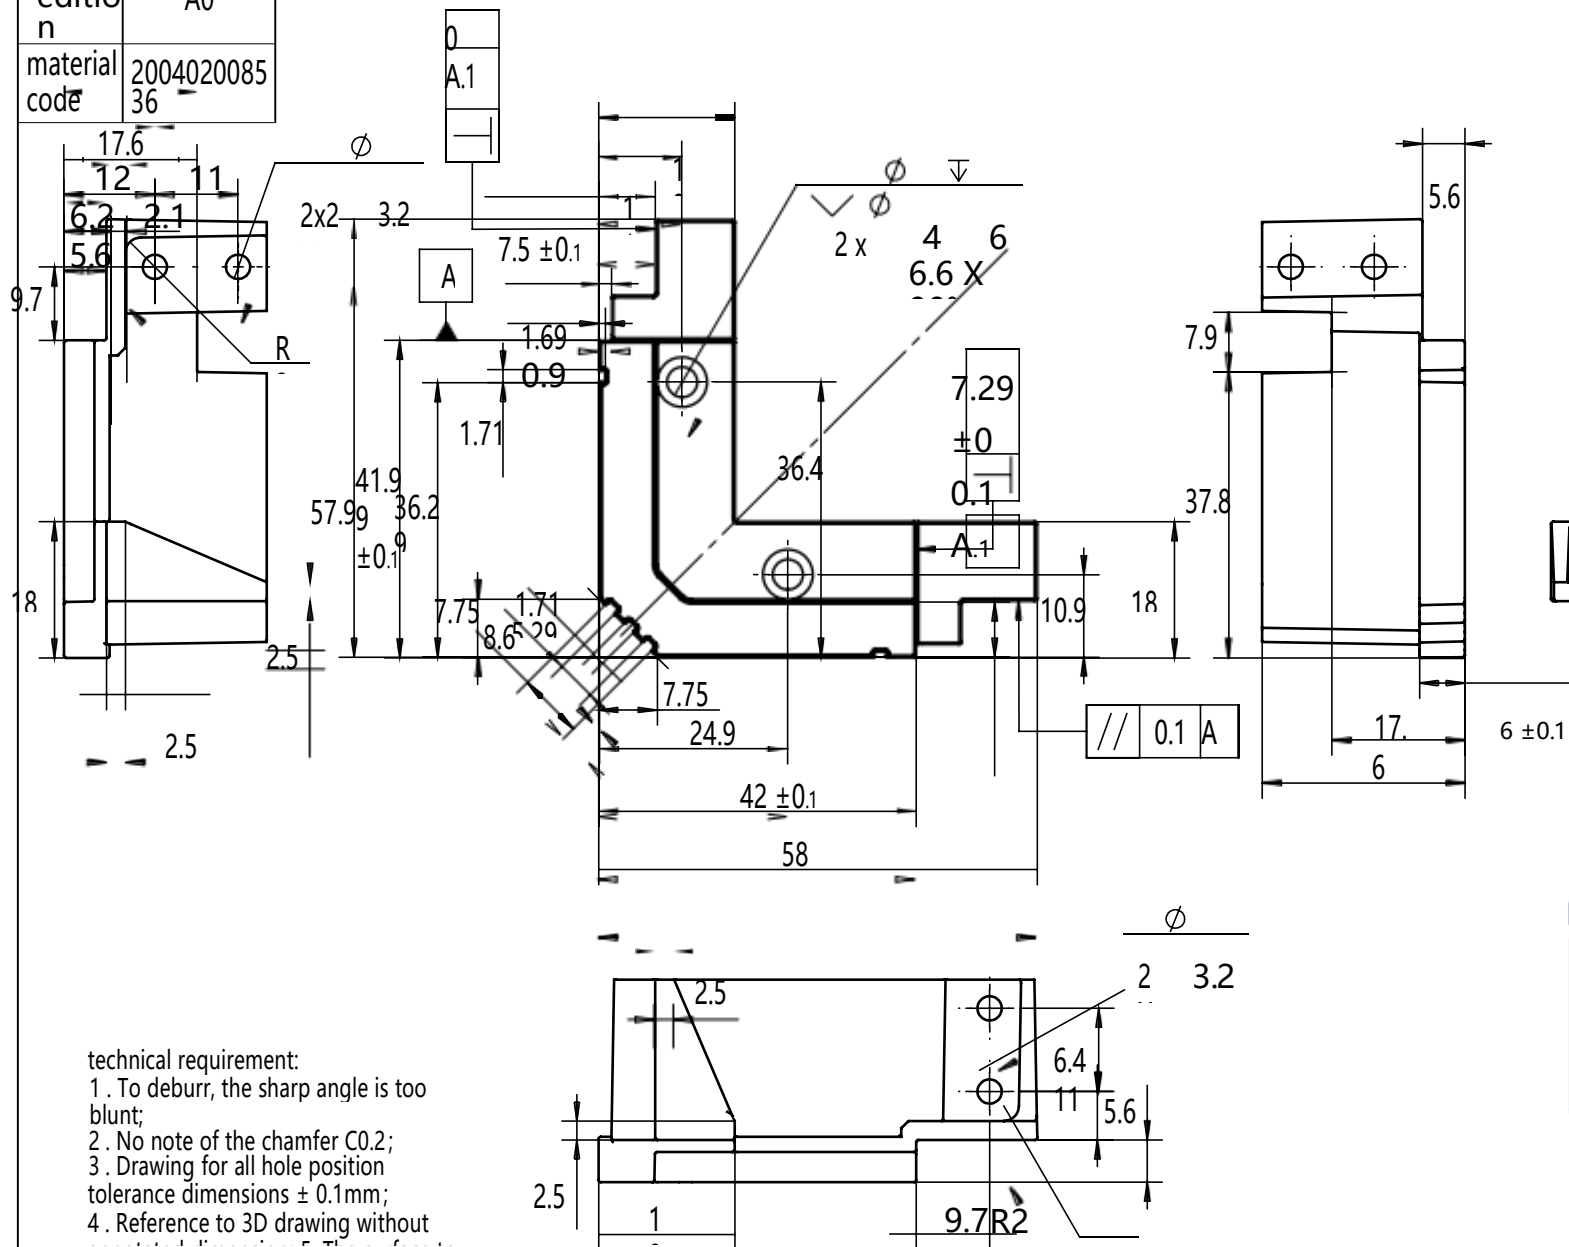 A0
n
material
code
2004020085
36
0
A.1
17.6
12
11
6.2
2.1
5.6
9.7
18
R
2.5
2.5
2x2
3.2
7.5 ±0.1
A
1.69
0.9
1.71
41.9
57.9
9
±0.1
36.2
9
7.75
1.71
8.6
5.29
7.75
24.9
42 ±0.1
58
2 x
4
6
6.6 X
36.4
7.29
±0
0.1
A.1
10.9
18
// 0.1 A
5.6
7.9
37.8
17.
6
6 ±0.1
2
3.2
2.5
6.4
11
5.6
2.5
1
9.7R2
technical requirement:
1 . To deburr, the sharp angle is too
blunt;
2 . No note of the chamfer C0.2;
3 . Drawing for all hole position
tolerance dimensions ± 0.1mm;
4 . Reference to 3D drawing without